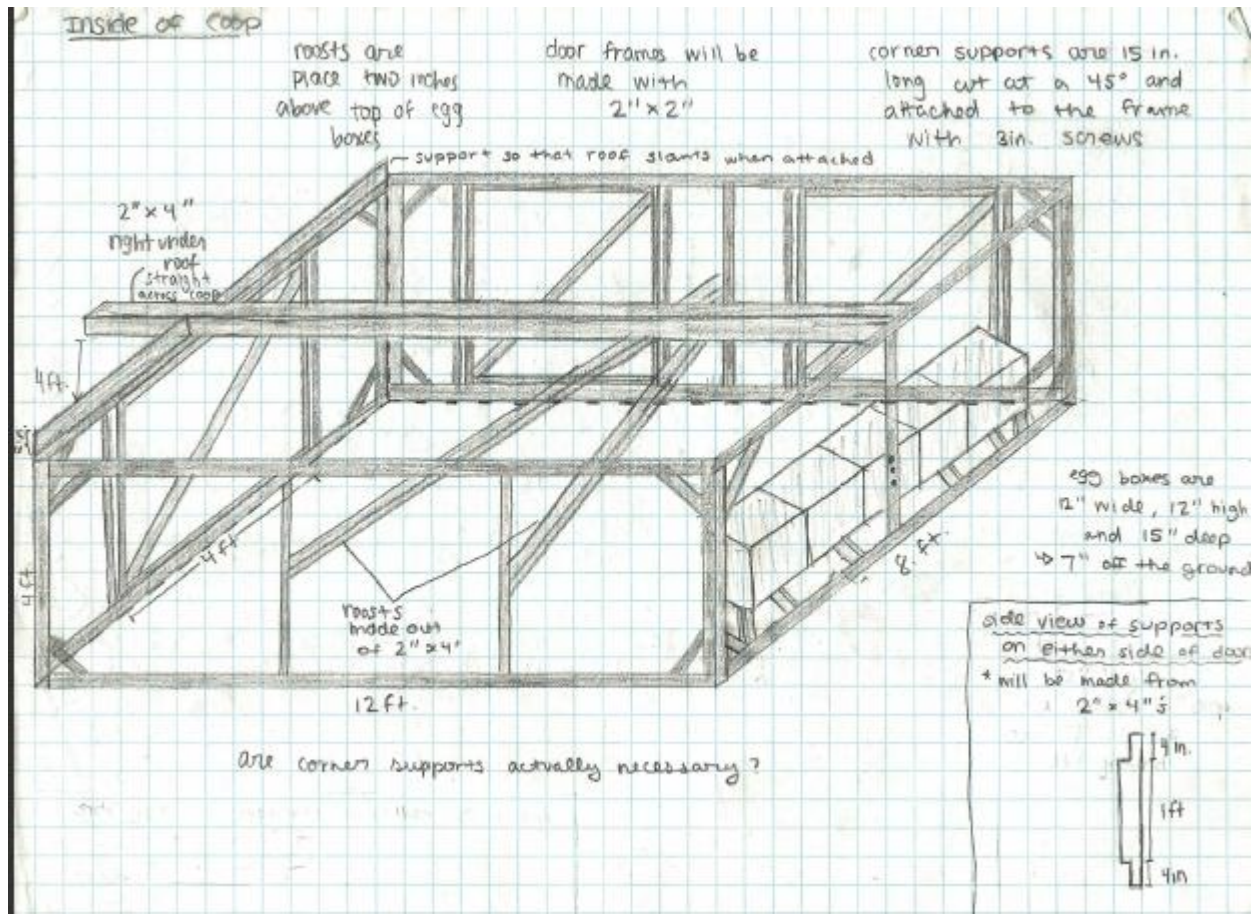 Inside of coop
roosts are
place two inches
above top of egg
boxes
door frames will be
made with
2" x 2"
corner supports are 15 in.
long cut at a 45° and
attached to the frame
with 3in. screws
support so that roof slants when attached
2" x 4"
right under
roof
straight
across coop
4ft.
4ft
4 ft
roosts
made out
of 2" x 4"
12 ft.
8 ft.
egg boxes are
12" wide, 12" high
and 15" deep
↳ 7" off the ground
side view of supports
on either side of door
* will be made from
2" x 4"s
4in.
1ft
4in
are corner supports actually necessary?